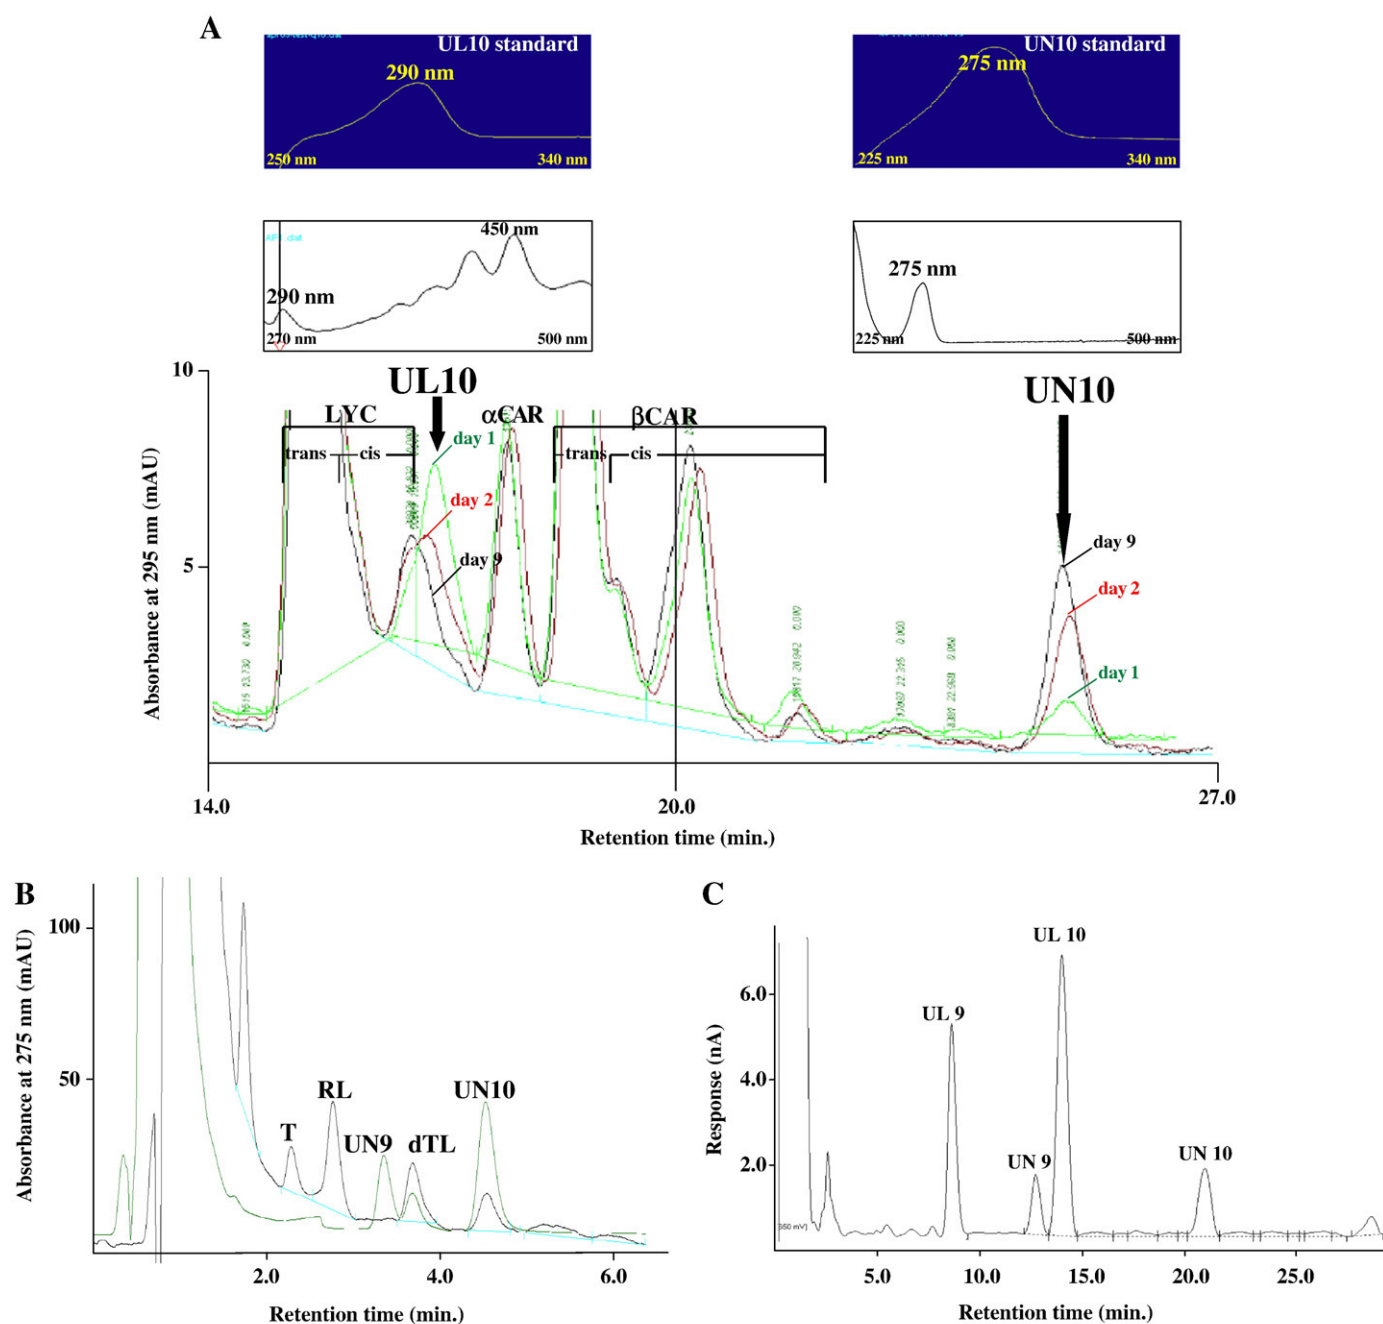 A
UL10 standard
290 nm
250 nm 340 nm
UN10 standard
275 nm
225 nm 340 nm
450 nm
290 nm
270 nm 500 nm
275 nm
225 nm 500 nm
10
5
Absorbance at 295 nm (mAU)
UL10
UN10
LYC
αCAR
βCAR
trans cis
trans cis
day 1
day 2
day 9
day 9
day 2
day 1
14.0 20.0 27.0
Retention time (min.)
B
100
50
Absorbance at 275 nm (mAU)
T
RL
UN9
dTL
UN10
2.0 4.0 6.0
Retention time (min.)
C
6.0
4.0
2.0
Response (nA)
UL 9
UN 9
UL 10
UN 10
5.0 10.0 15.0 20.0 25.0
Retention time (min.)